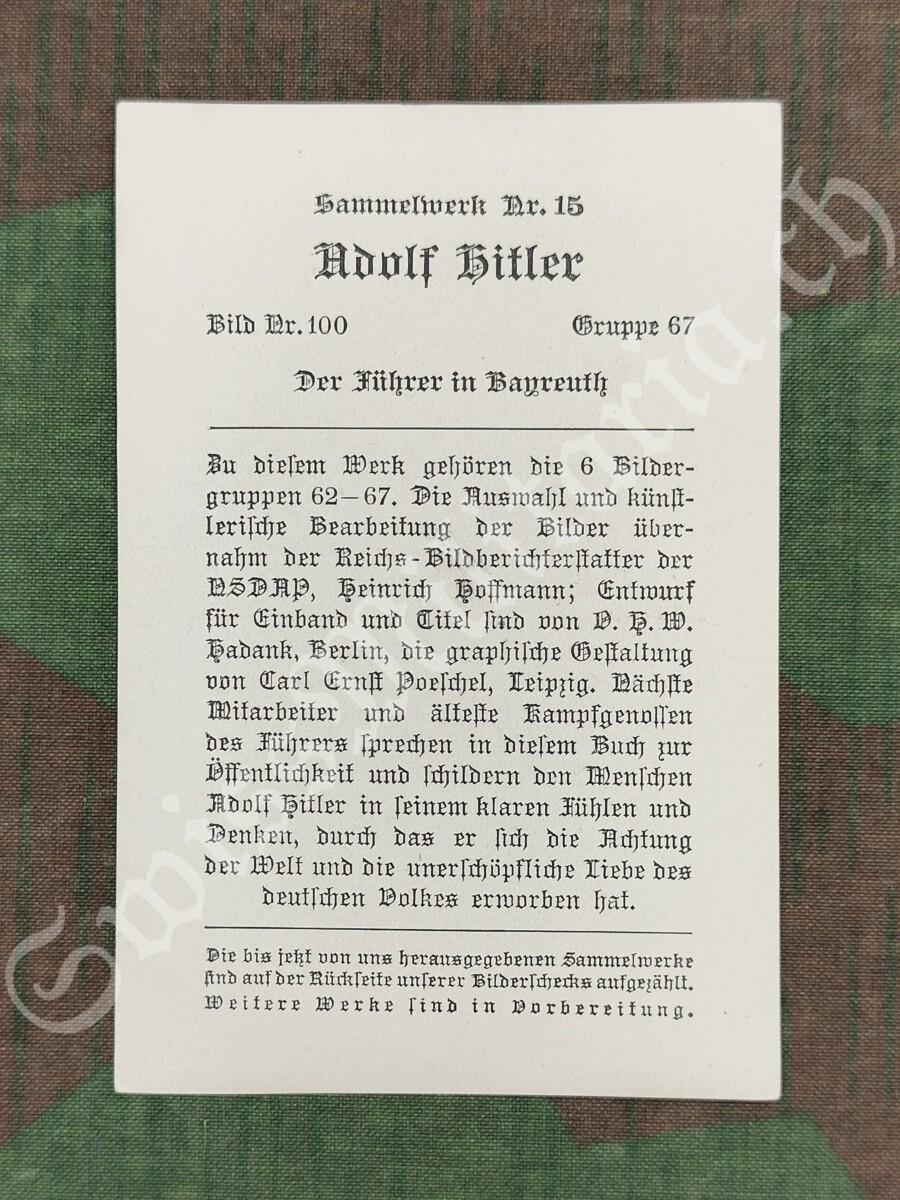 Sammelwerk Nr. 15
Adolf Hitler
Bild Nr. 100 Gruppe 67
Der Führer in Bayreuth
Zu diesem Werk gehören die 6 Bilder-
gruppen 62—67. Die Auswahl und künst-
lerische Bearbeitung der Bilder über-
nahm der Reichs-Bildberichterstatter der
NSDAP, Heinrich Hoffmann; Entwurf
für Einband und Titel sind von O. H. W.
Hadank, Berlin, die graphische Gestaltung
von Carl Ernst Poeschel, Leipzig. Nächste
Mitarbeiter und älteste Kampfgenossen
des Führers sprechen in diesem Buch zur
Öffentlichkeit und schildern den Menschen
Adolf Hitler in seinem klaren Fühlen und
Denken, durch das er sich die Achtung
der Welt und die unerschöpfliche Liebe des
deutschen Volkes erworben hat.
Die bis jetzt von uns herausgegebenen Sammelwerke
sind auf der Rückseite unserer Bilderschecks aufgezählt.
Weitere Werke sind in Vorbereitung.
swissmilitaria.ch